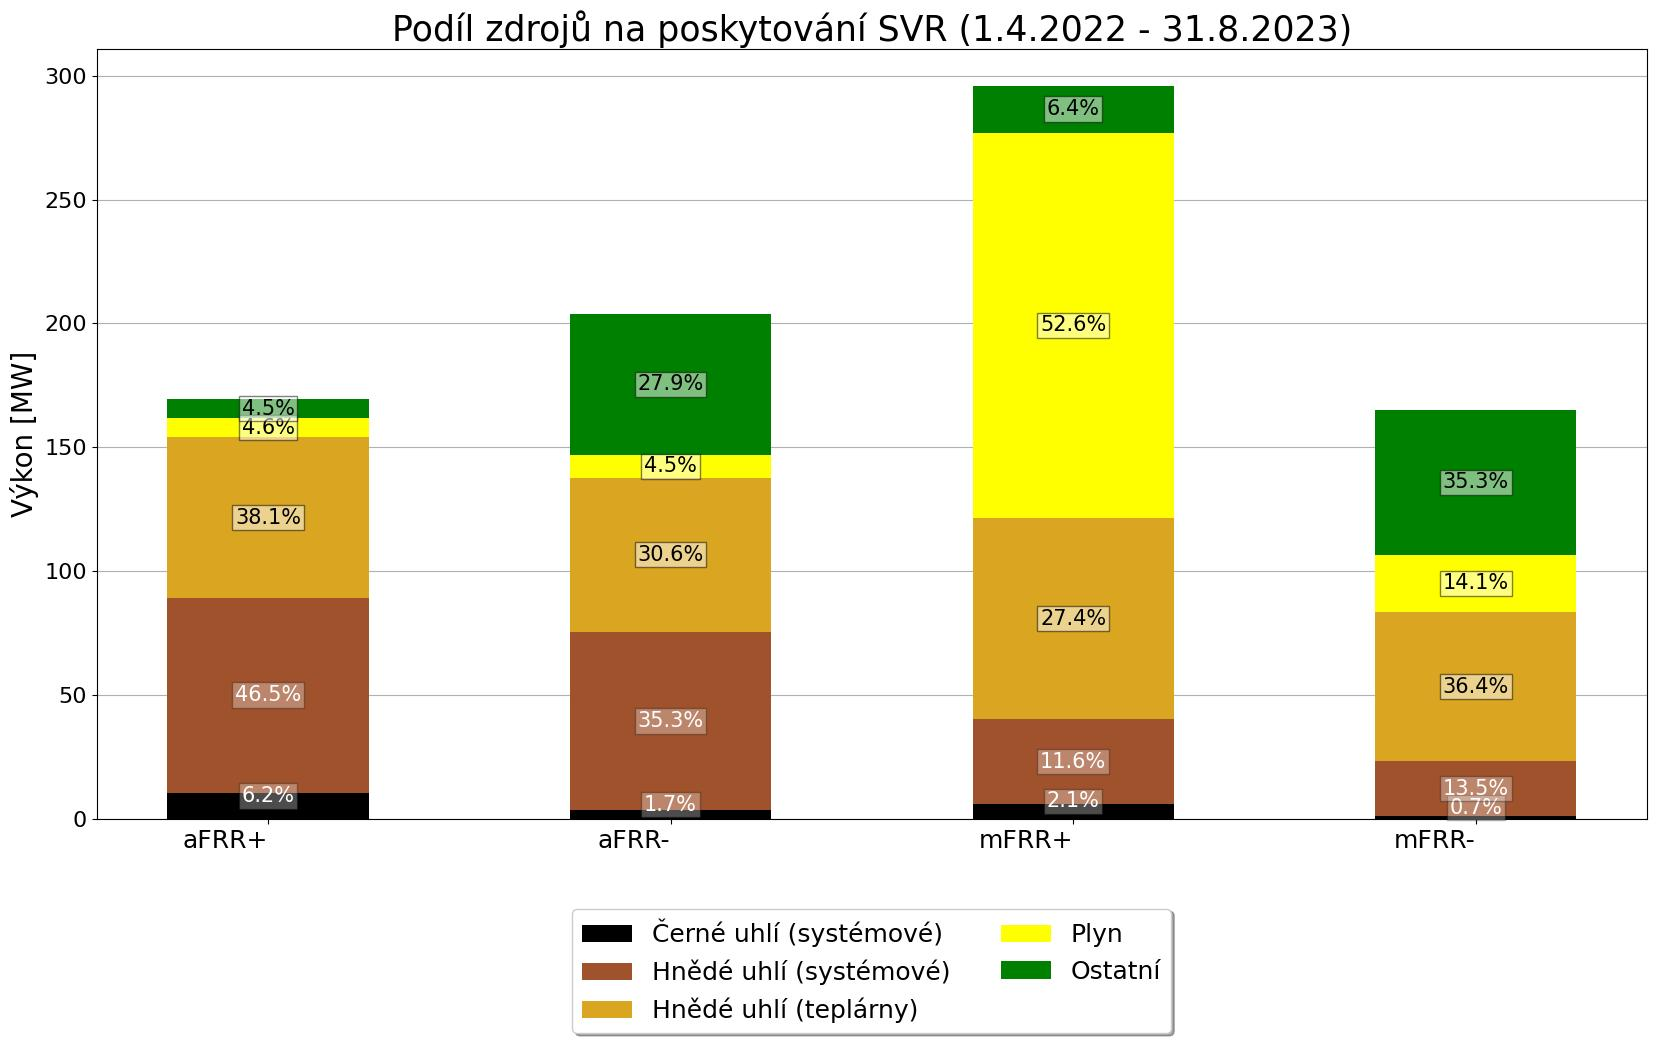 Podíl zdrojů na poskytování SVR (1.4.2022 - 31.8.2023)
Výkon [MW]
300
250
200
150
100
50
0
4.5%
4.6%
38.1%
46.5%
6.2%
27.9%
4.5%
30.6%
35.3%
1.7%
6.4%
52.6%
27.4%
11.6%
2.1%
35.3%
14.1%
36.4%
13.5%
0.7%
aFRR+
aFRR-
mFRR+
mFRR-
Černé uhlí (systémové)
Hnědé uhlí (systémové)
Hnědé uhlí (teplárny)
Plyn
Ostatní